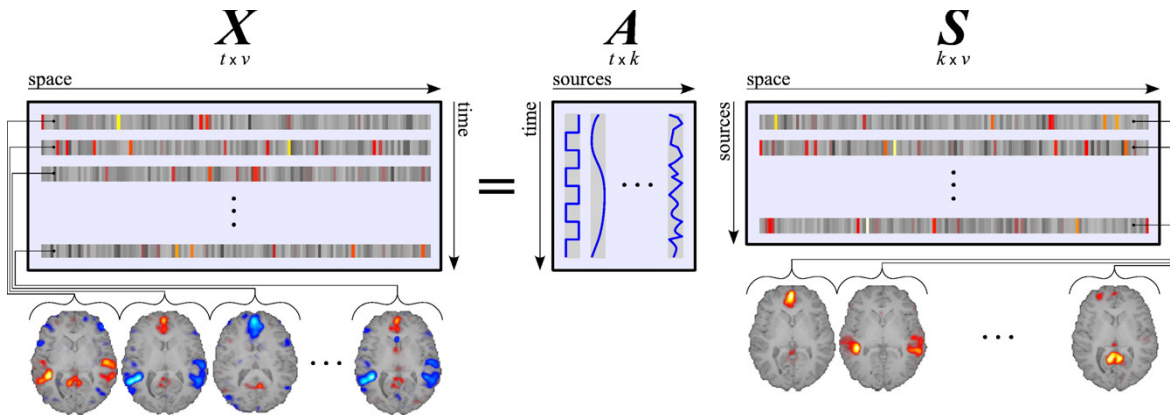 X
t x v
space
time
=
A
t x k
sources
time
S
k x v
space
sources